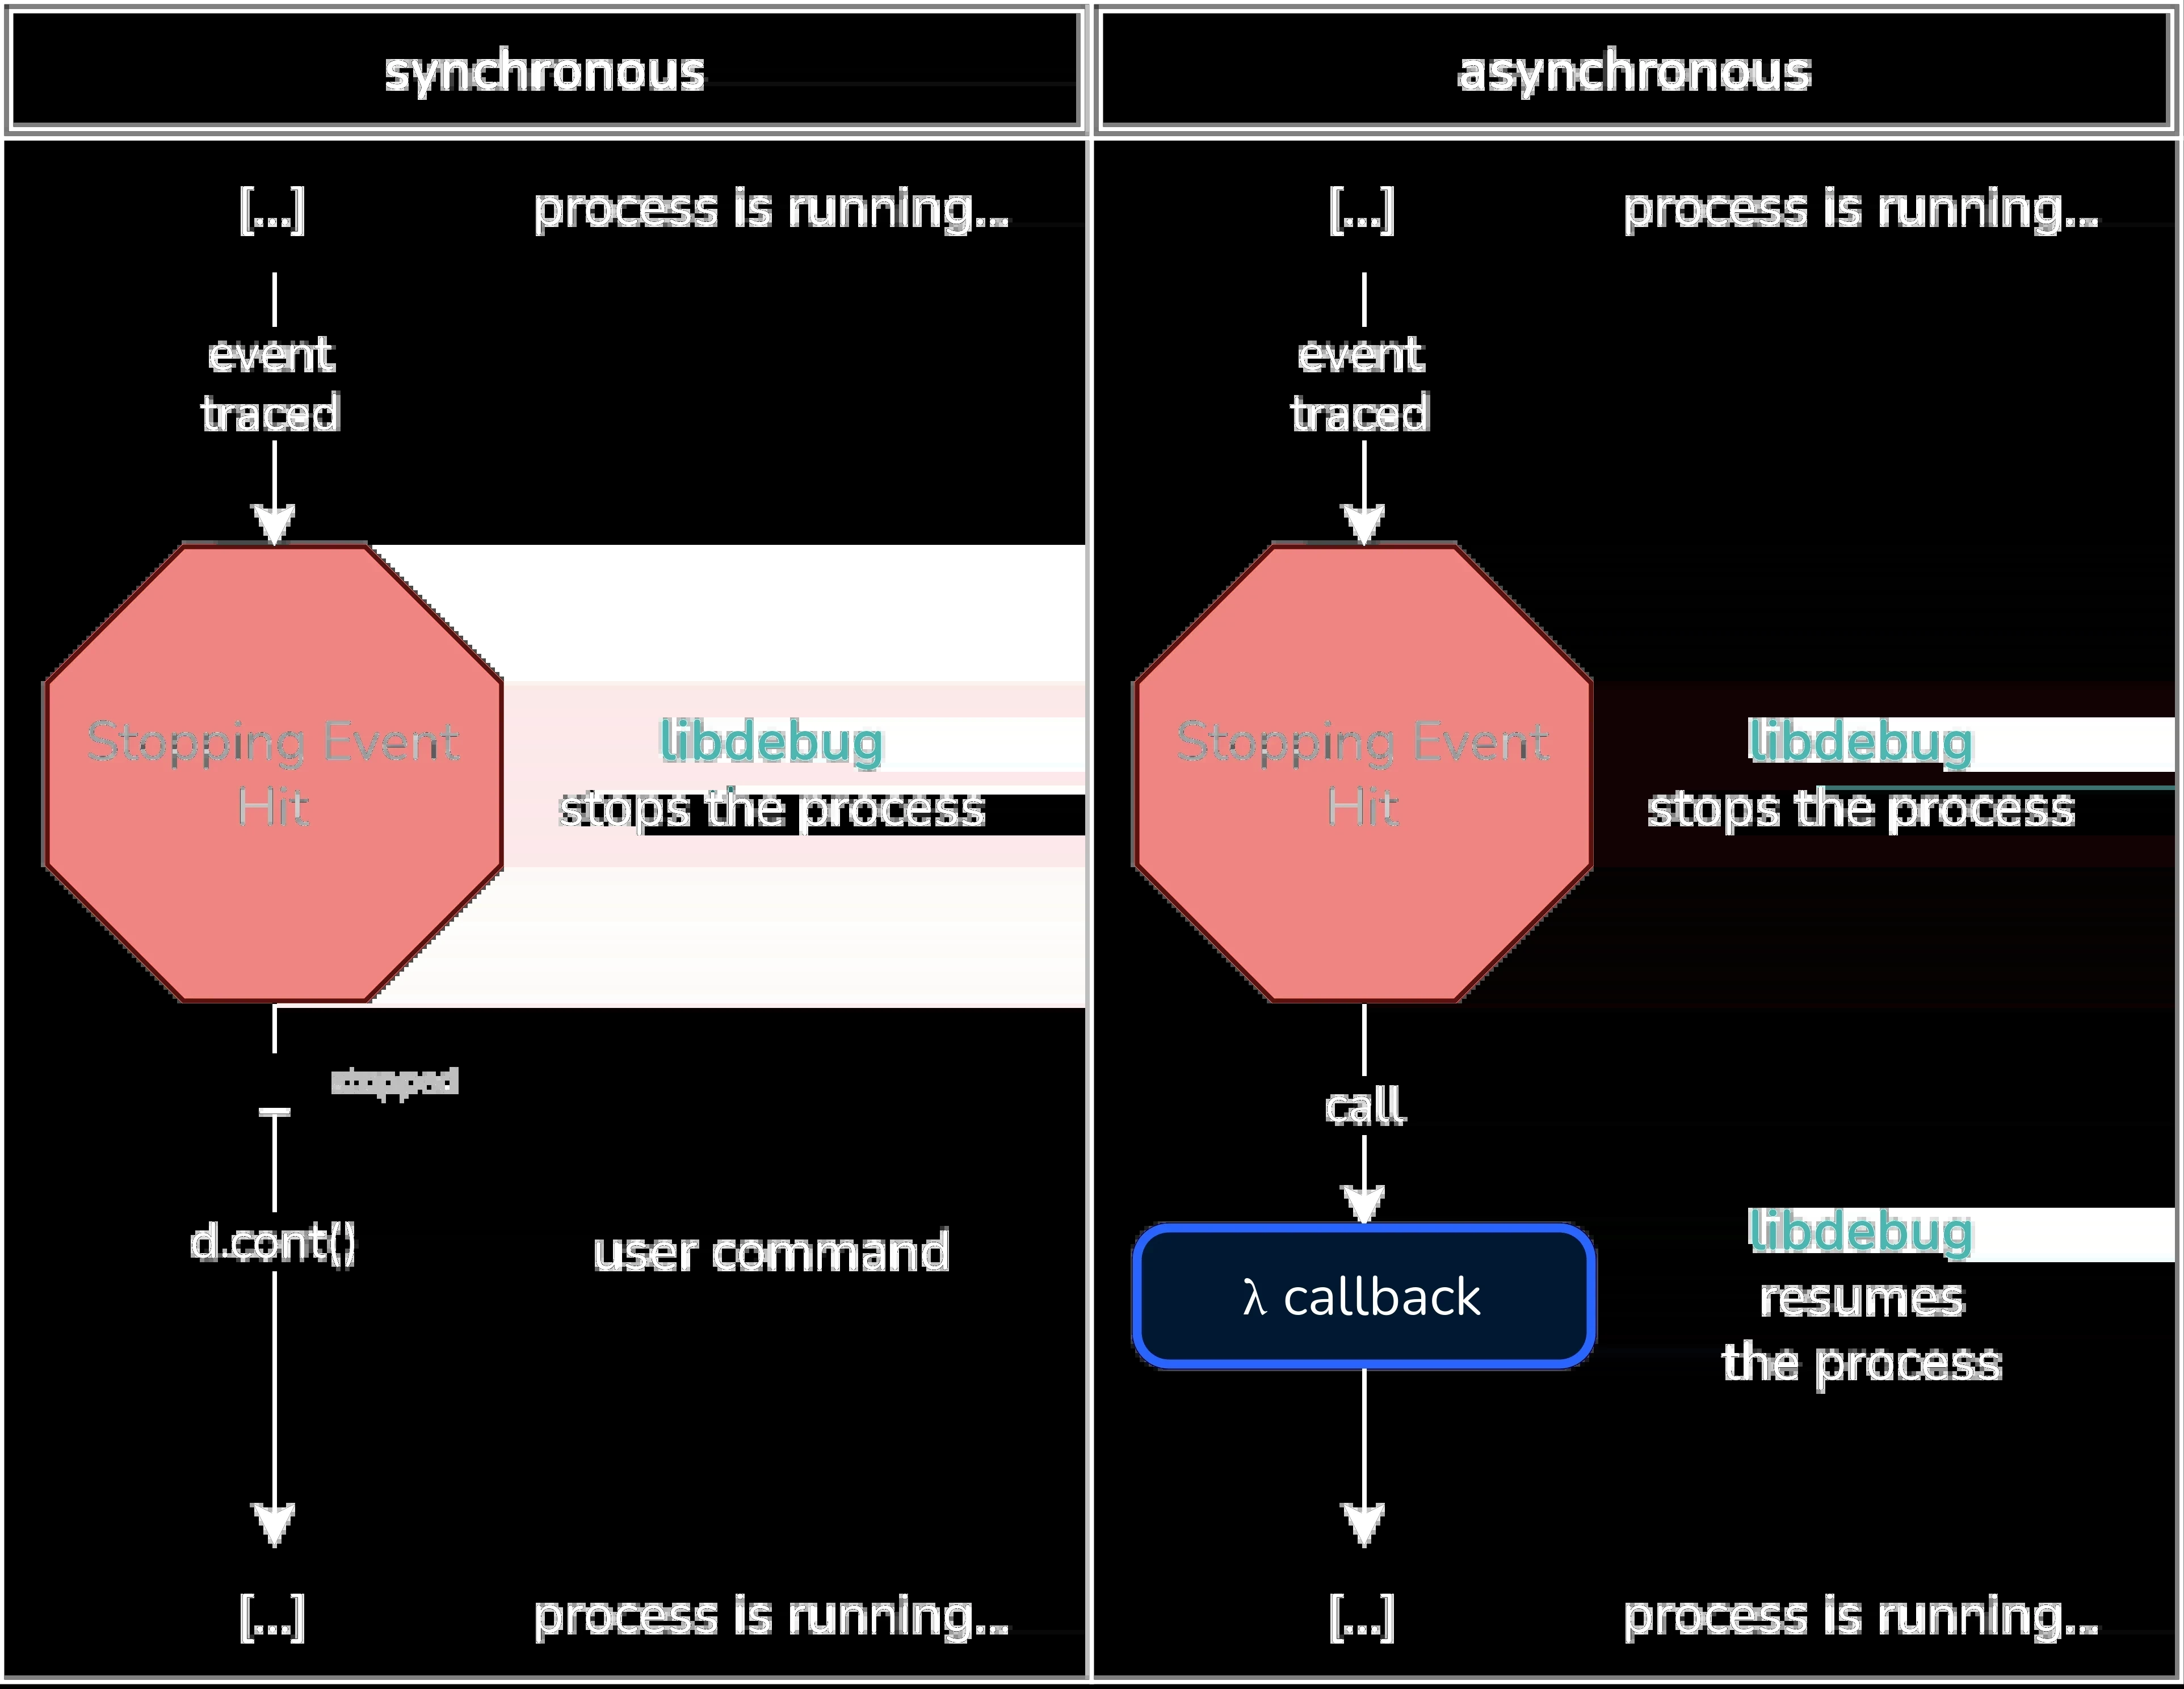 synchronous
[...]
process is running...
event
traced
Stopping Event
Hit
libdebug
stops the process
stopped
d.cont()
user command
[...]
process is running...
asynchronous
[...]
process is running...
event
traced
Stopping Event
Hit
libdebug
stops the process
call
λ callback
libdebug
resumes
the process
[...]
process is running...